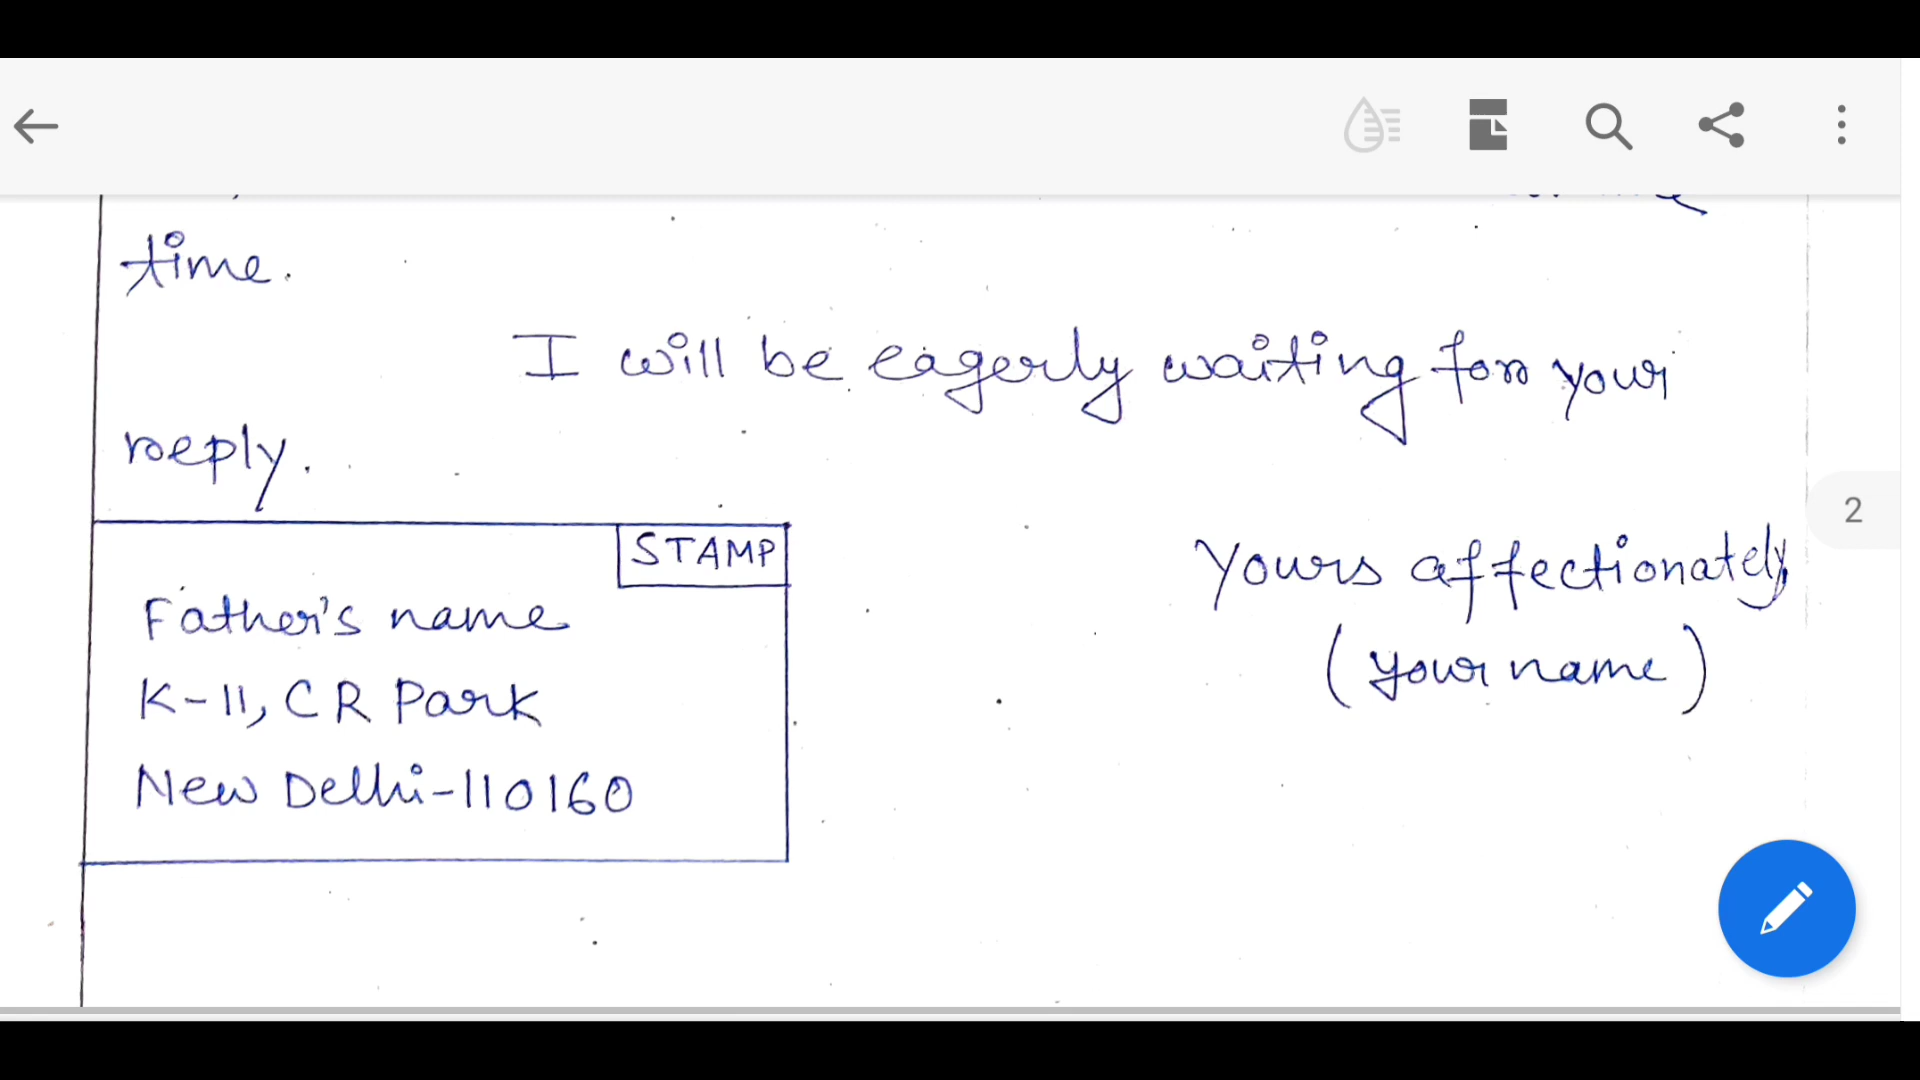 time.
I will be eagerly waiting for your
reply.
STAMP
Father's name
K-11, CR Park
New Delhi-110160
Yours affectionately,
(your name)
2